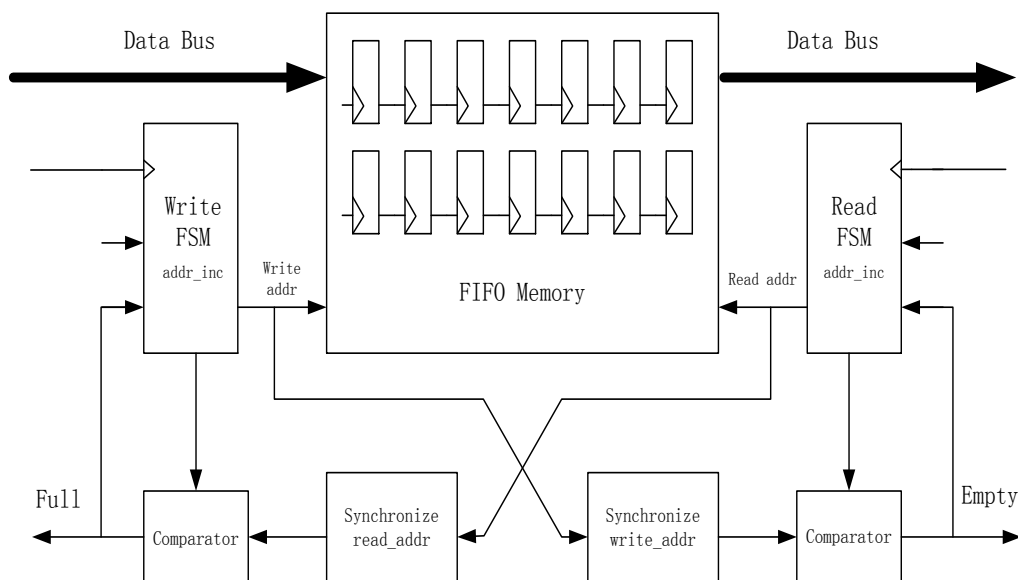 Data Bus
Data Bus
Write
FSM
addr_inc
Write
addr
FIFO Memory
Read addr
Read
FSM
addr_inc
Full
Comparator
Synchronize
read_addr
Synchronize
write_addr
Comparator
Empty